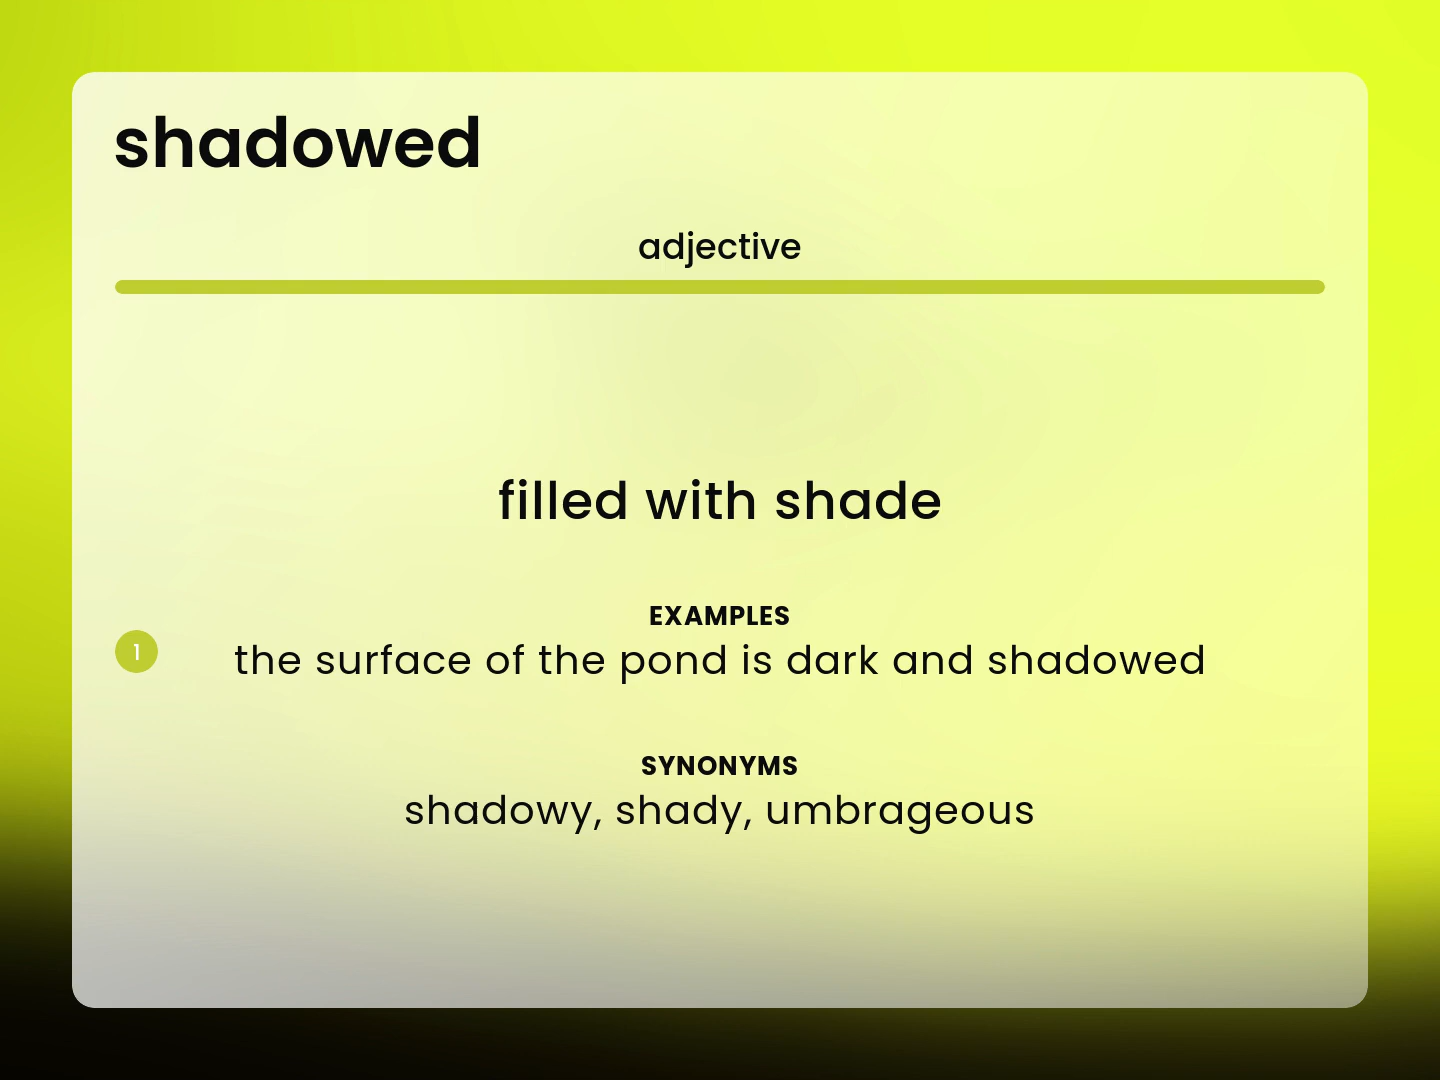 shadowed
adjective
filled with shade
EXAMPLES
1 the surface of the pond is dark and shadowed
SYNONYMS
shadowy, shady, umbrageous